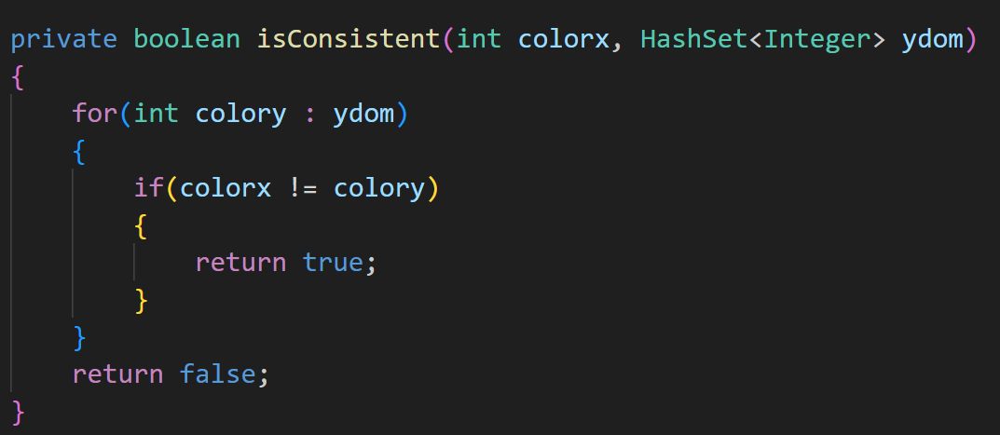 private boolean isConsistent(int colorx, HashSet<Integer> ydom)
{
    for(int colory : ydom)
    {
        if(colorx != colory)
        {
            return true;
        }
    }
    return false;
}